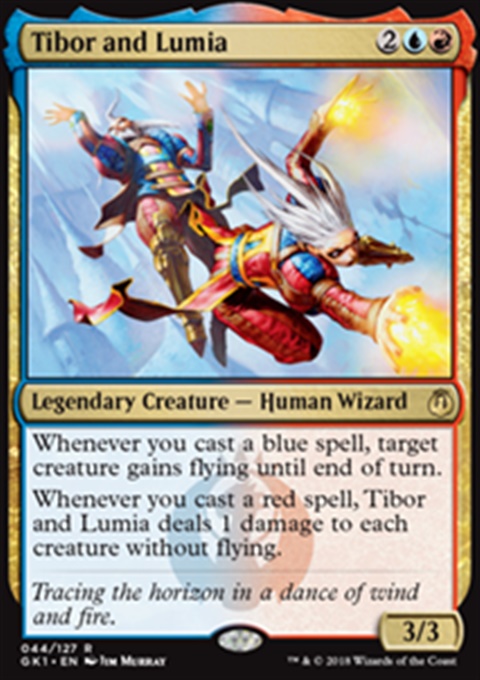 Tibor and Lumia 2
Legendary Creature — Human Wizard
Whenever you cast a blue spell, target
creature gains flying until end of turn.
Whenever you cast a red spell, Tibor
and Lumia deals 1 damage to each
creature without flying.
Tracing the horizon in a dance of wind
and fire.
3/3
044/127 R
GK1 • EN Jim Murray
™ & © 2018 Wizards of the Coast